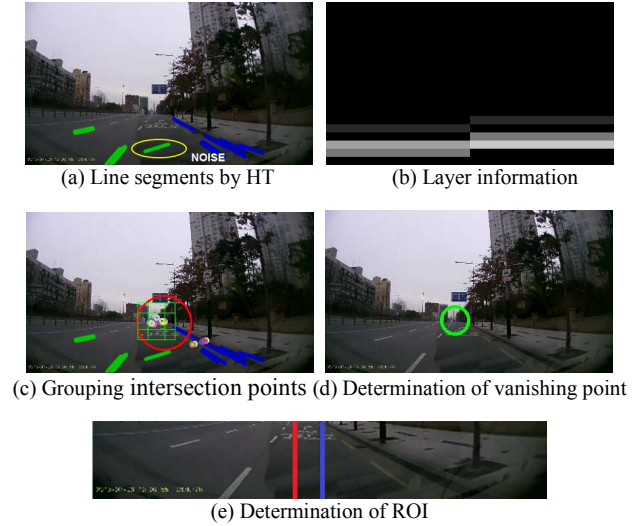 NOISE
(a) Line segments by HT
(b) Layer information
(c) Grouping intersection points
(d) Determination of vanishing point
(e) Determination of ROI